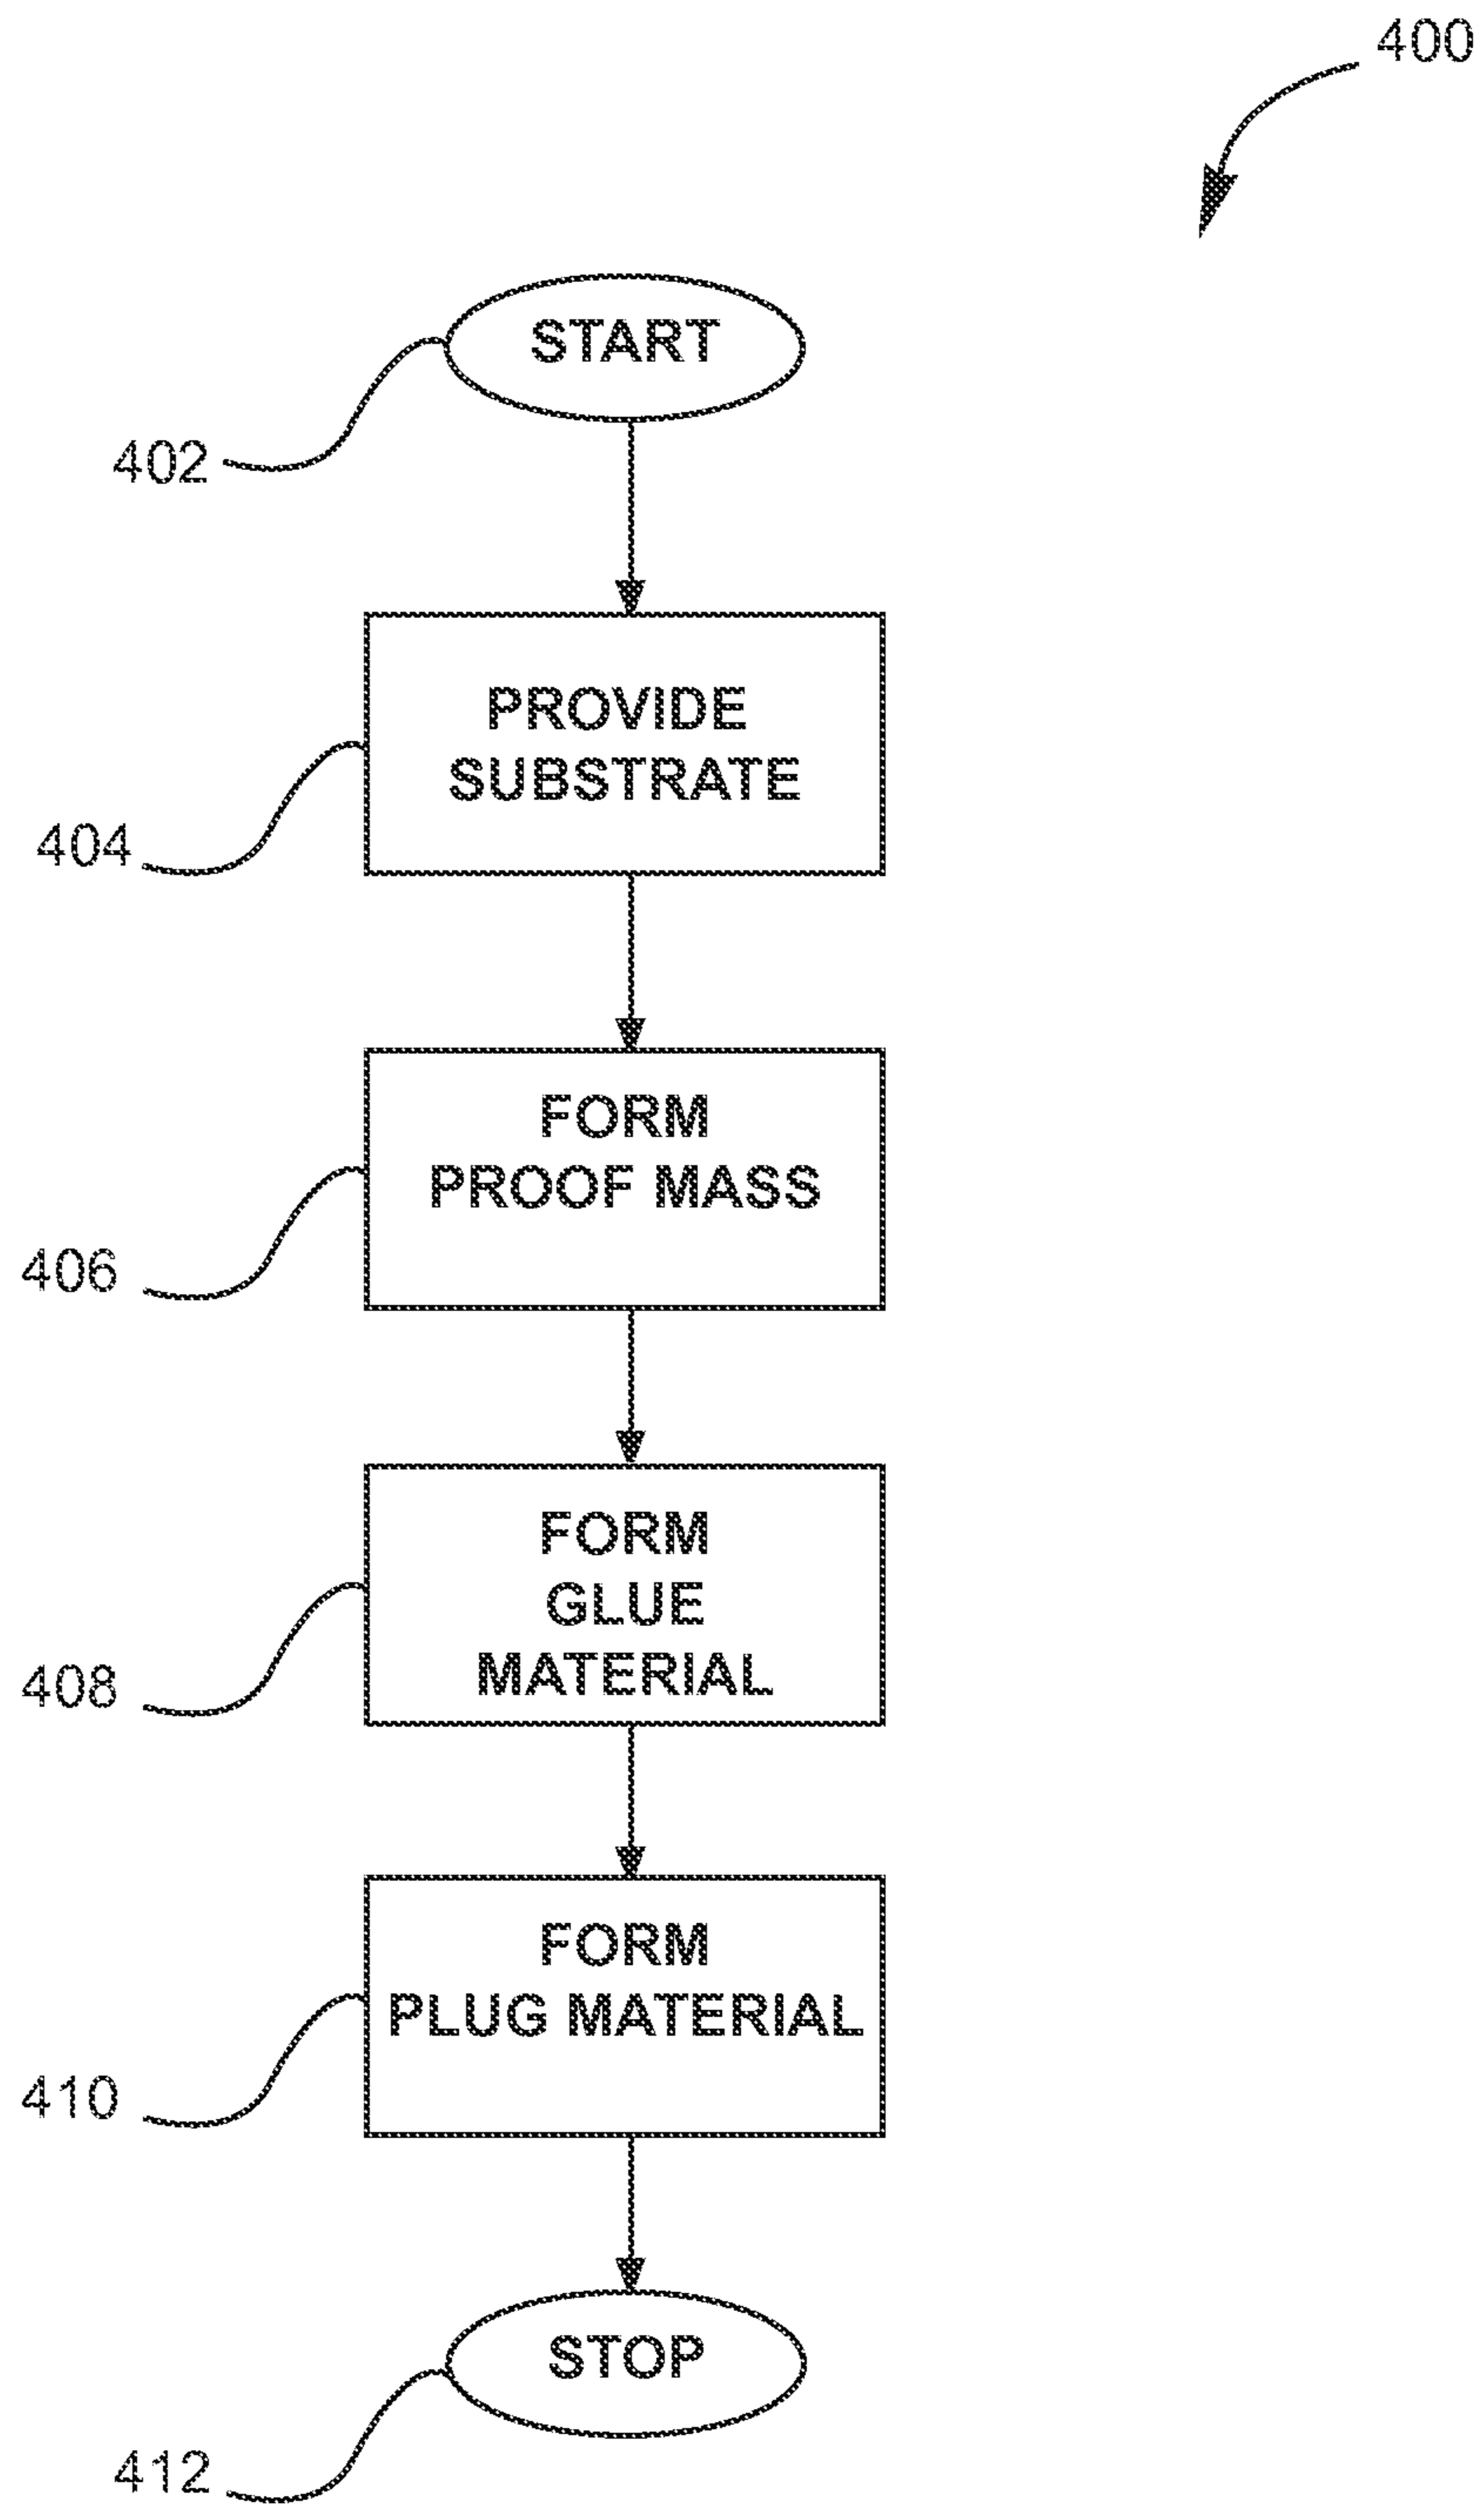 400
START
402
PROVIDE
SUBSTRATE
404
FORM
PROOF MASS
406
FORM
GLUE
MATERIAL
408
FORM
PLUG MATERIAL
410
STOP
412